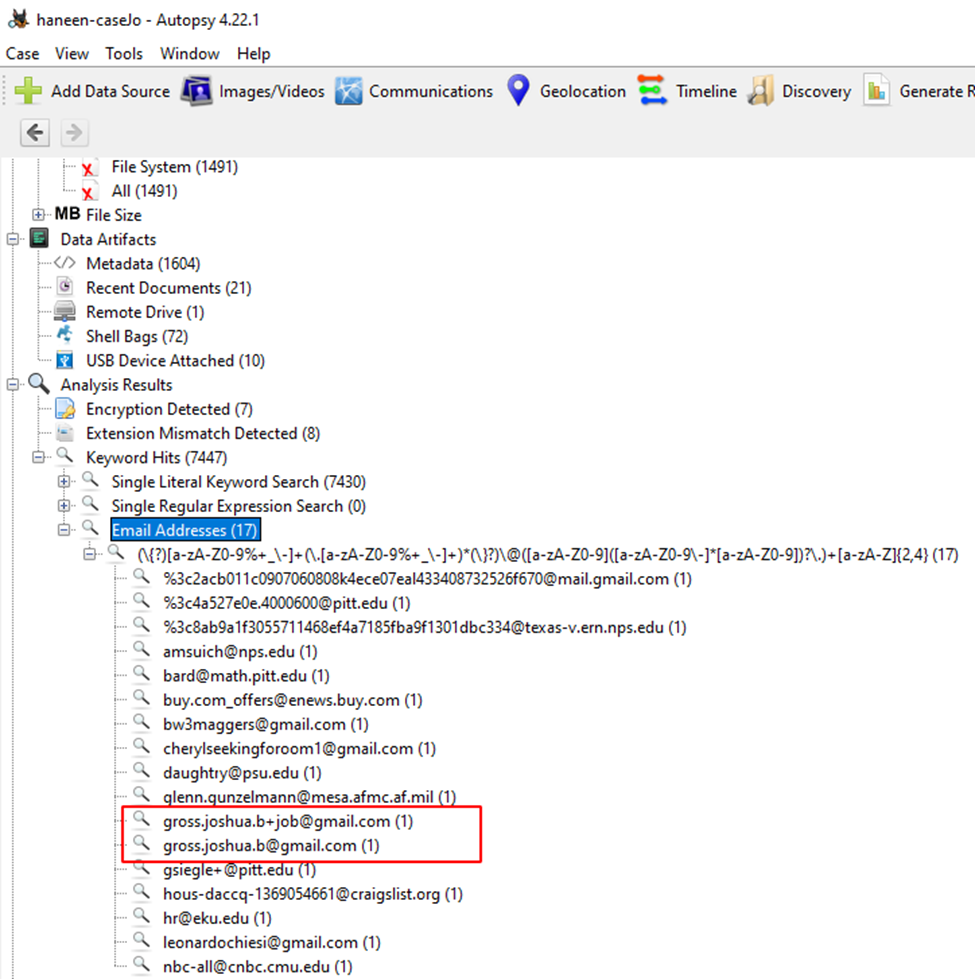 haneen-caseJo - Autopsy 4.22.1
Case View Tools Window Help
Add Data Source Images/Videos Communications Geolocation Timeline Discovery Generate R
File System (1491)
All (1491)
MB File Size
Data Artifacts
Metadata (1604)
Recent Documents (21)
Remote Drive (1)
Shell Bags (72)
USB Device Attached (10)
Analysis Results
Encryption Detected (7)
Extension Mismatch Detected (8)
Keyword Hits (7447)
Single Literal Keyword Search (7430)
Single Regular Expression Search (0)
Email Addresses (17)
(\{?)[a-zA-Z0-9%+_\-]+(\.[a-zA-Z0-9%+_\-]+)*(\}?)\@([a-zA-Z0-9]([a-zA-Z0-9\-]*[a-zA-Z0-9])?\.)+[a-zA-Z]{2,4} (17)
%3c2acb011c0907060808k4ece07eal433408732526f670@mail.gmail.com (1)
%3c4a527e0e.4000600@pitt.edu (1)
%3c8ab9a1f3055711468ef4a7185fba9f1301dbc334@texas-v.ern.nps.edu (1)
amsuich@nps.edu (1)
bard@math.pitt.edu (1)
buy.com_offers@enews.buy.com (1)
bw3maggers@gmail.com (1)
cherylseekingforoom1@gmail.com (1)
daughtry@psu.edu (1)
glenn.gunzelmann@mesa.afmc.af.mil (1)
gross.joshua.b+job@gmail.com (1)
gross.joshua.b@gmail.com (1)
gsiegle+@pitt.edu (1)
hous-daccq-1369054661@craigslist.org (1)
hr@eku.edu (1)
leonardochiesi@gmail.com (1)
nbc-all@cnbc.cmu.edu (1)